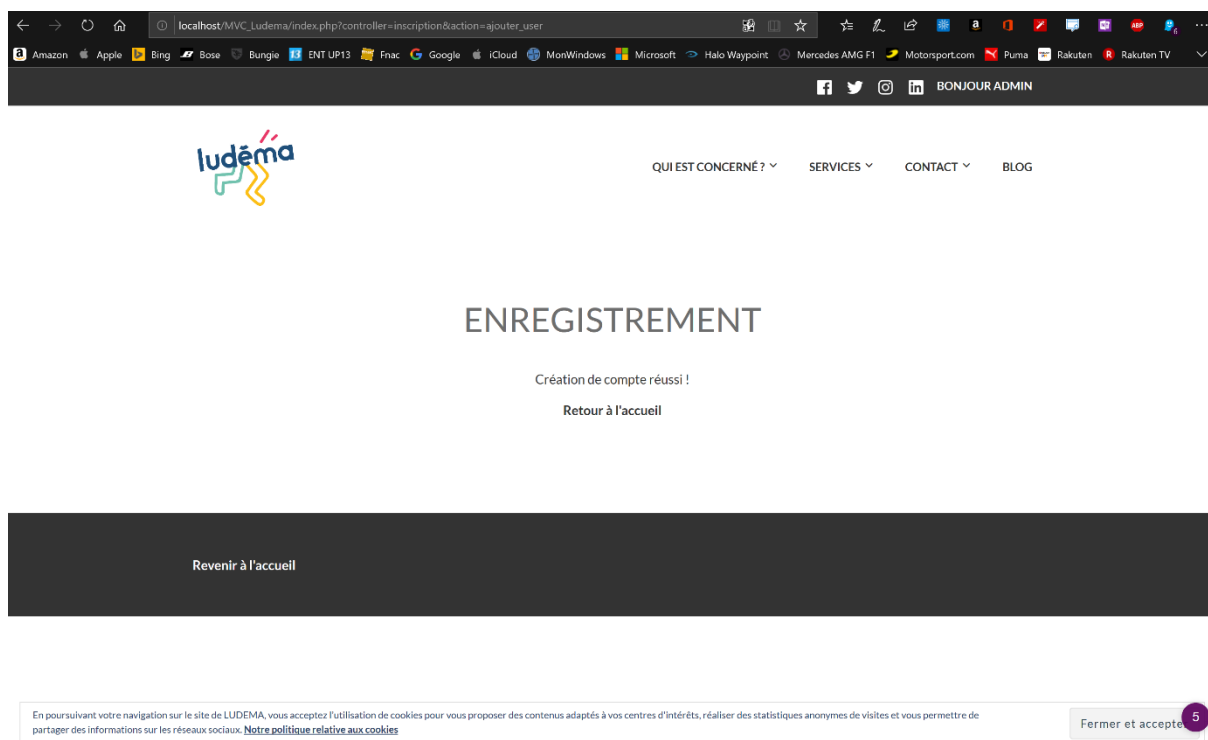 localhost/MVC_Ludema/index.php?controller=inscription&action=ajouter_user
Amazon Apple Bing Bose Bungie ENT UP13 Fnac Google iCloud MonWindows Microsoft Halo Waypoint Mercedes AMG F1 Motorsport.com Puma Rakuten Rakuten TV
BONJOUR ADMIN
ludēma
QUI EST CONCERNÉ ? SERVICES CONTACT BLOG
ENREGISTREMENT
Création de compte réussi !
Retour à l'accueil
Revenir à l'accueil
En poursuivant votre navigation sur le site de LUDEMA, vous acceptez l'utilisation de cookies pour vous proposer des contenus adaptés à vos centres d'intérêts, réaliser des statistiques anonymes de visites et vous permettre de
partager des informations sur les réseaux sociaux. Notre politique relative aux cookies
Fermer et accepte
5